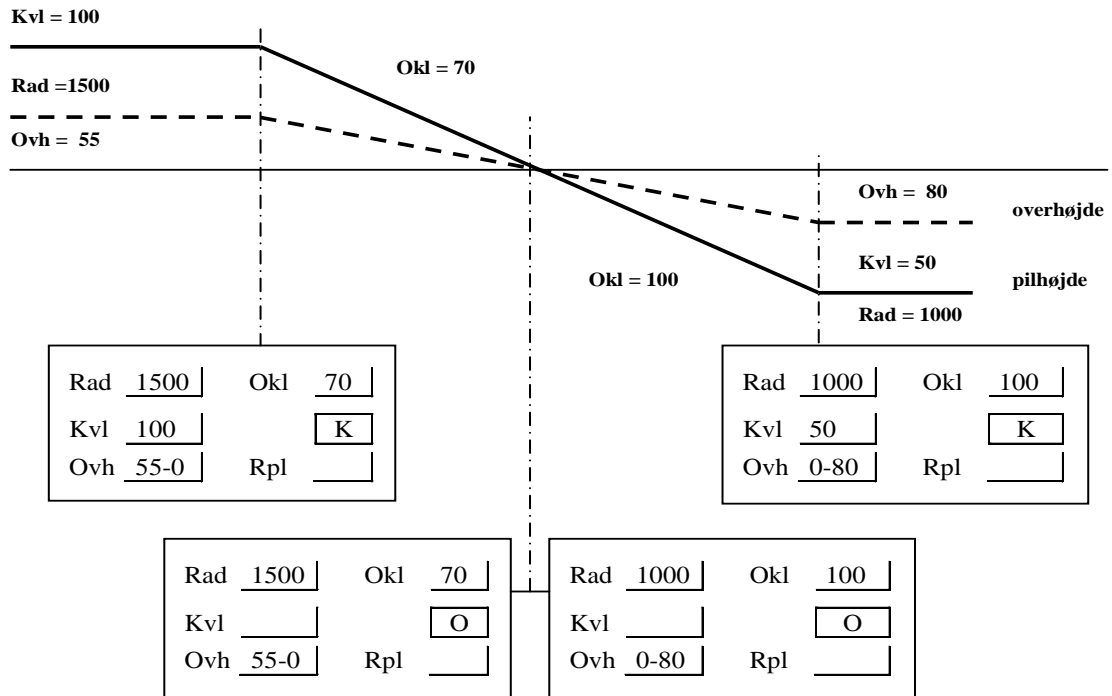 Kvl = 100
Okl = 70
Rad =1500
Ovh = 55
Ovh = 80
overhøjde
Kvl = 50
Okl = 100
pilhøjde
Rad = 1000
Rad 1500 Okl 70
Kvl 100 K
Ovh 55-0 Rpl
Rad 1000 Okl 100
Kvl 50 K
Ovh 0-80 Rpl
Rad 1500 Okl 70
Kvl O
Ovh 55-0 Rpl
Rad 1000 Okl 100
Kvl O
Ovh 0-80 Rpl